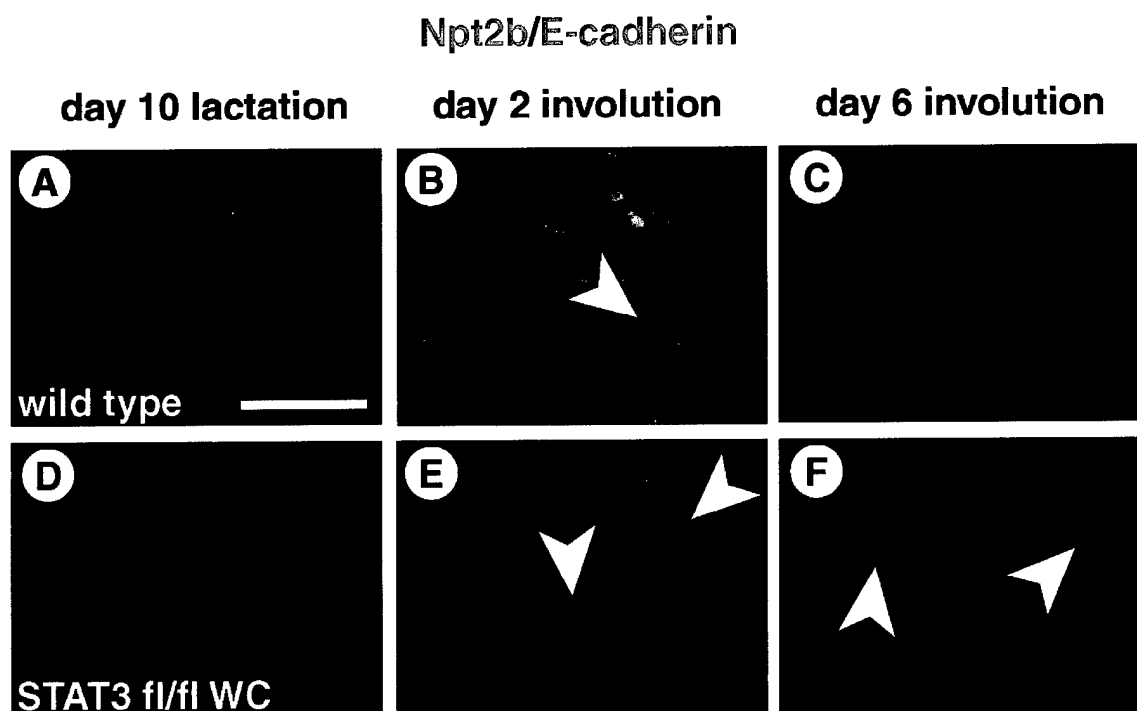 Npt2b/E-cadherin
day 10 lactation day 2 involution day 6 involution
A B C
wild type
D E F
STAT3 fl/fl WC